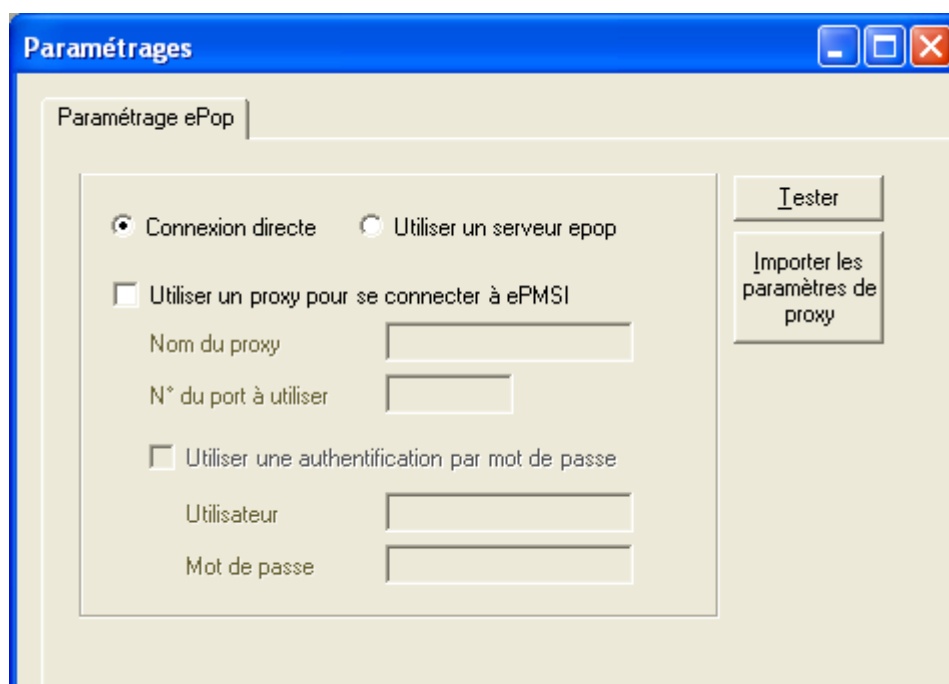 Paramétrages
Paramétrage ePop
Connexion directe
Utiliser un serveur epop
Tester
Importer les
paramètres de
proxy
Utiliser un proxy pour se connecter à ePMSI
Nom du proxy
N° du port à utiliser
Utiliser une authentification par mot de passe
Utilisateur
Mot de passe